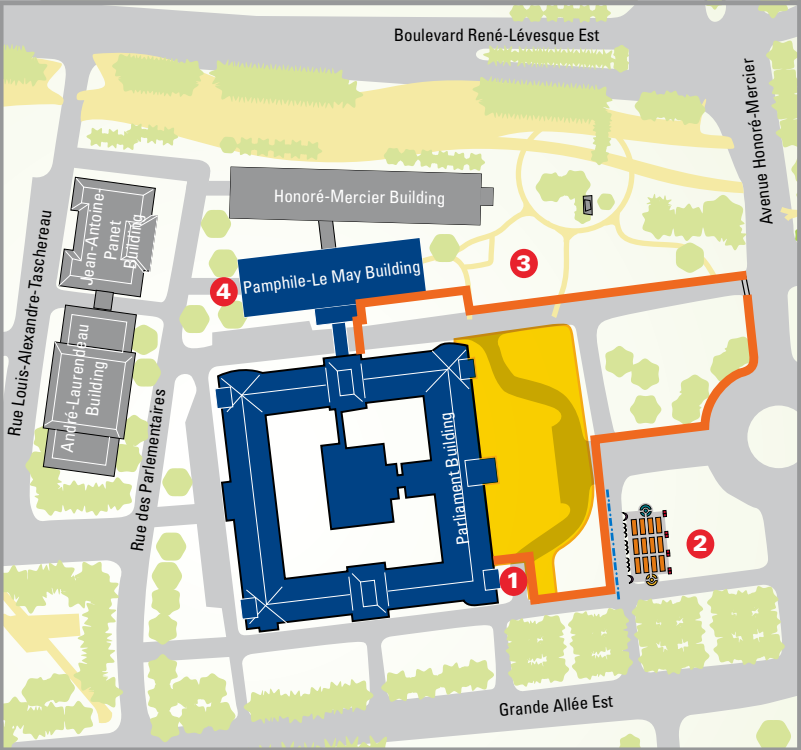 Boulevard René-Lévesque Est
Avenue Honoré-Mercier
Honoré-Mercier Building
Jean-Antoine-
Panet
Building
Rue Louis-Alexandre-Taschereau
3
Pamphile-Le May Building
4
André-Laurendeau
Building
Rue des Parlementaires
Parliament Building
2
1
Grande Allée Est